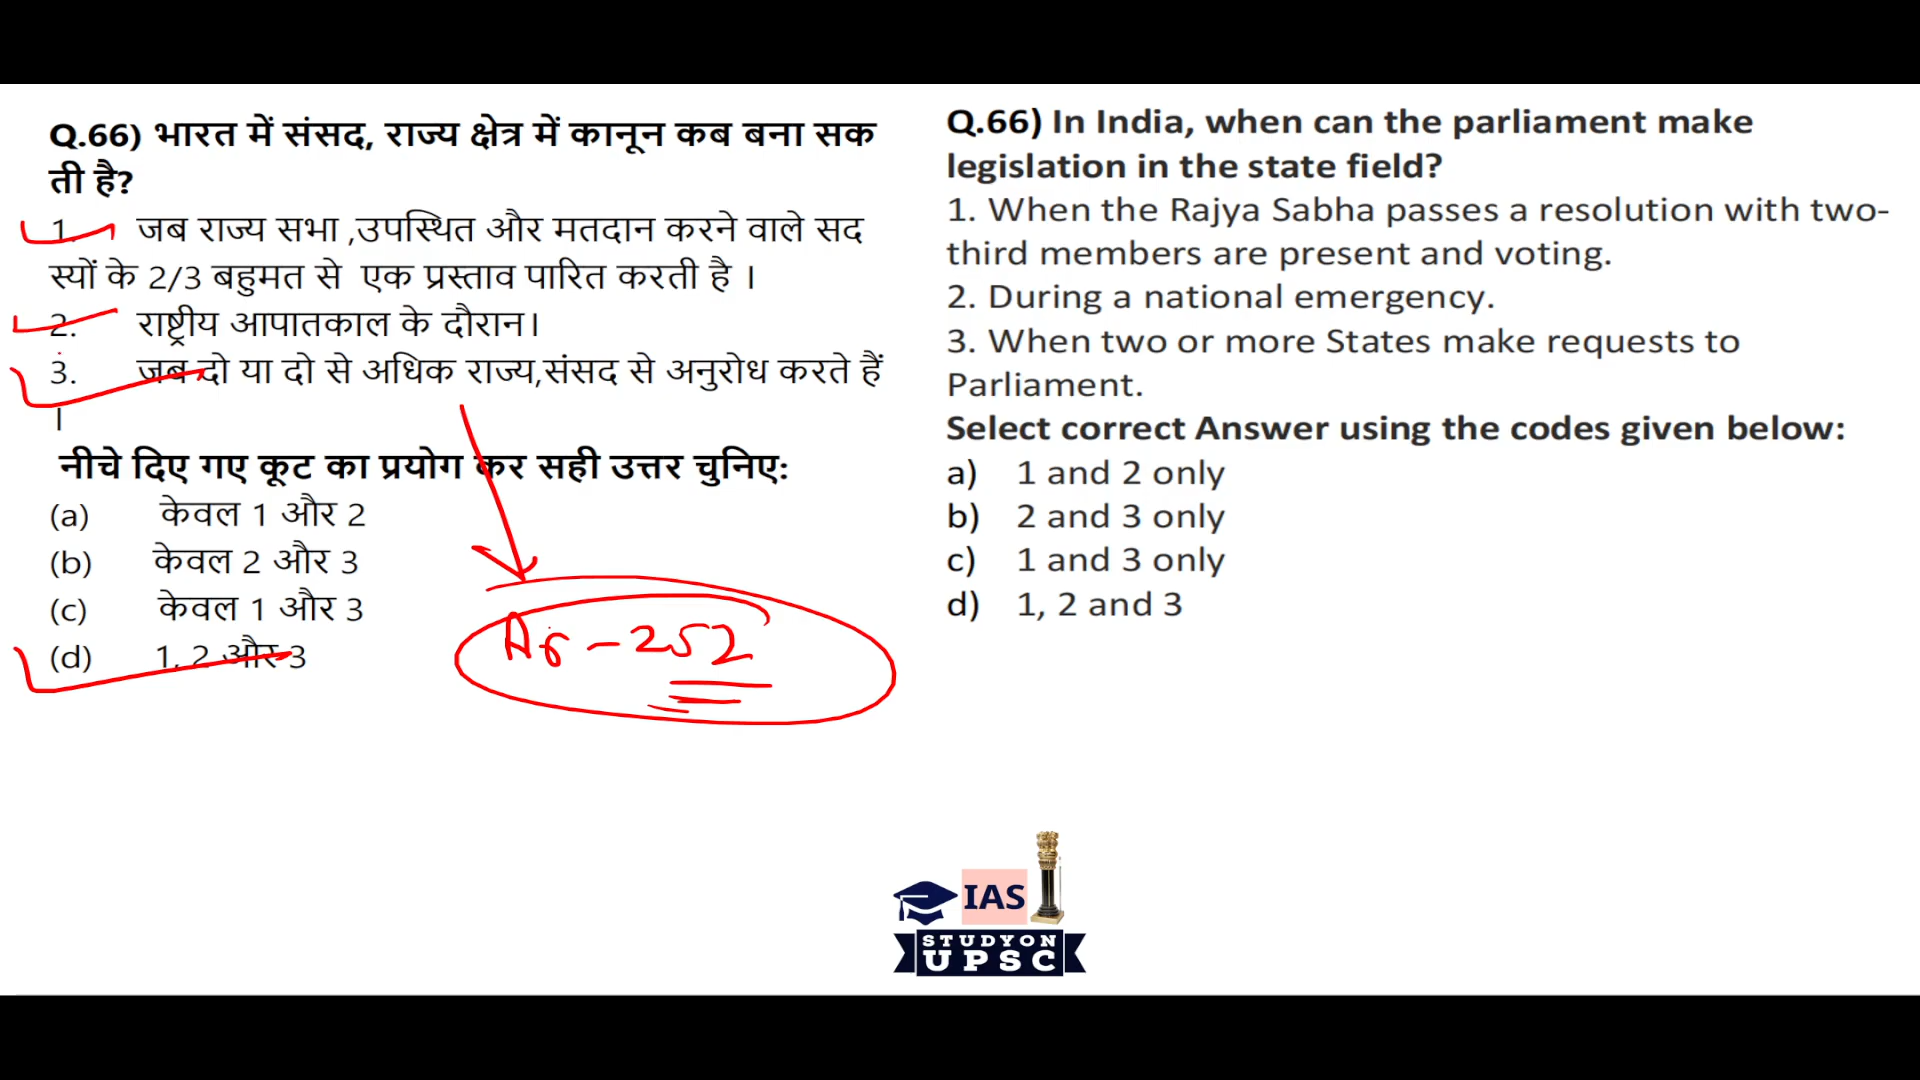 Q.66) भारत में संसद, राज्य क्षेत्र में कानून कब बना सक
ती है?
1. जब राज्य सभा ,उपस्थित और मतदान करने वाले सद
स्यों के 2/3 बहुमत से एक प्रस्ताव पारित करती है ।
2. राष्ट्रीय आपातकाल के दौरान।
3. जब दो या दो से अधिक राज्य,संसद से अनुरोध करते हैं
।
नीचे दिए गए कूट का प्रयोग कर सही उत्तर चुनिए:
(a) केवल 1 और 2
(b) केवल 2 और 3
(c) केवल 1 और 3
(d) 1, 2 और 3
252
Q.66) In India, when can the parliament make
legislation in the state field?
1. When the Rajya Sabha passes a resolution with two-
third members are present and voting.
2. During a national emergency.
3. When two or more States make requests to
Parliament.
Select correct Answer using the codes given below:
a) 1 and 2 only
b) 2 and 3 only
c) 1 and 3 only
d) 1, 2 and 3
IAS
STUDYON
UPSC